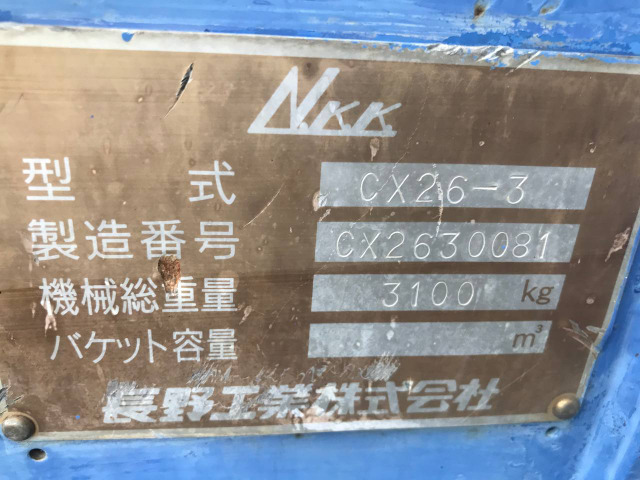 N.K.K.
型式 CX26-3
製造番号 CX2630081
機械総重量 3100 kg
バケット容量 m³
長野工業株式会社